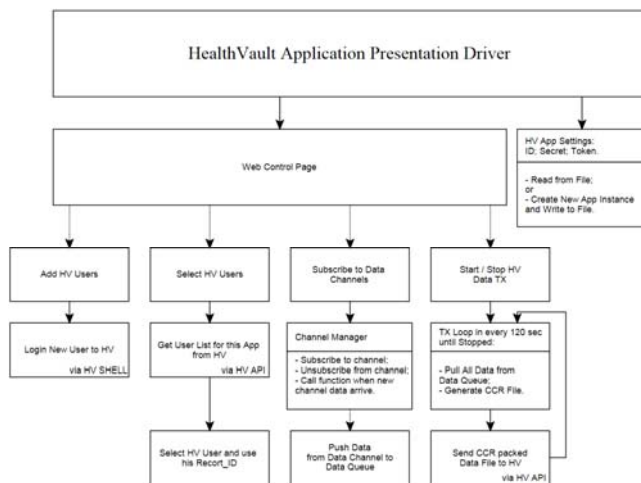 HealthVault Application Presentation Driver
Web Control Page
HV App Settings:
ID; Secret; Token.
- Read from File;
or
- Create New App Instance
and Write to File.
Add HV Users
Select HV Users
Subscribe to Data
Channels
Start / Stop HV
Data TX
Login New User to HV
via HV SHELL
Get User List for this App
from HV
via HV API
Channel Manager
- Subscribe to channel;
- Unsubscribe from channel;
- Call function when new
channel data arrive.
TX Loop in every 120 sec
until Stopped:
- Pull All Data from
Data Queue;
- Generate CCR File.
Select HV User and use
his Recort_ID
Push Data
from Data Channel to
Data Queue
Send CCR packed
Data File to HV
via HV API